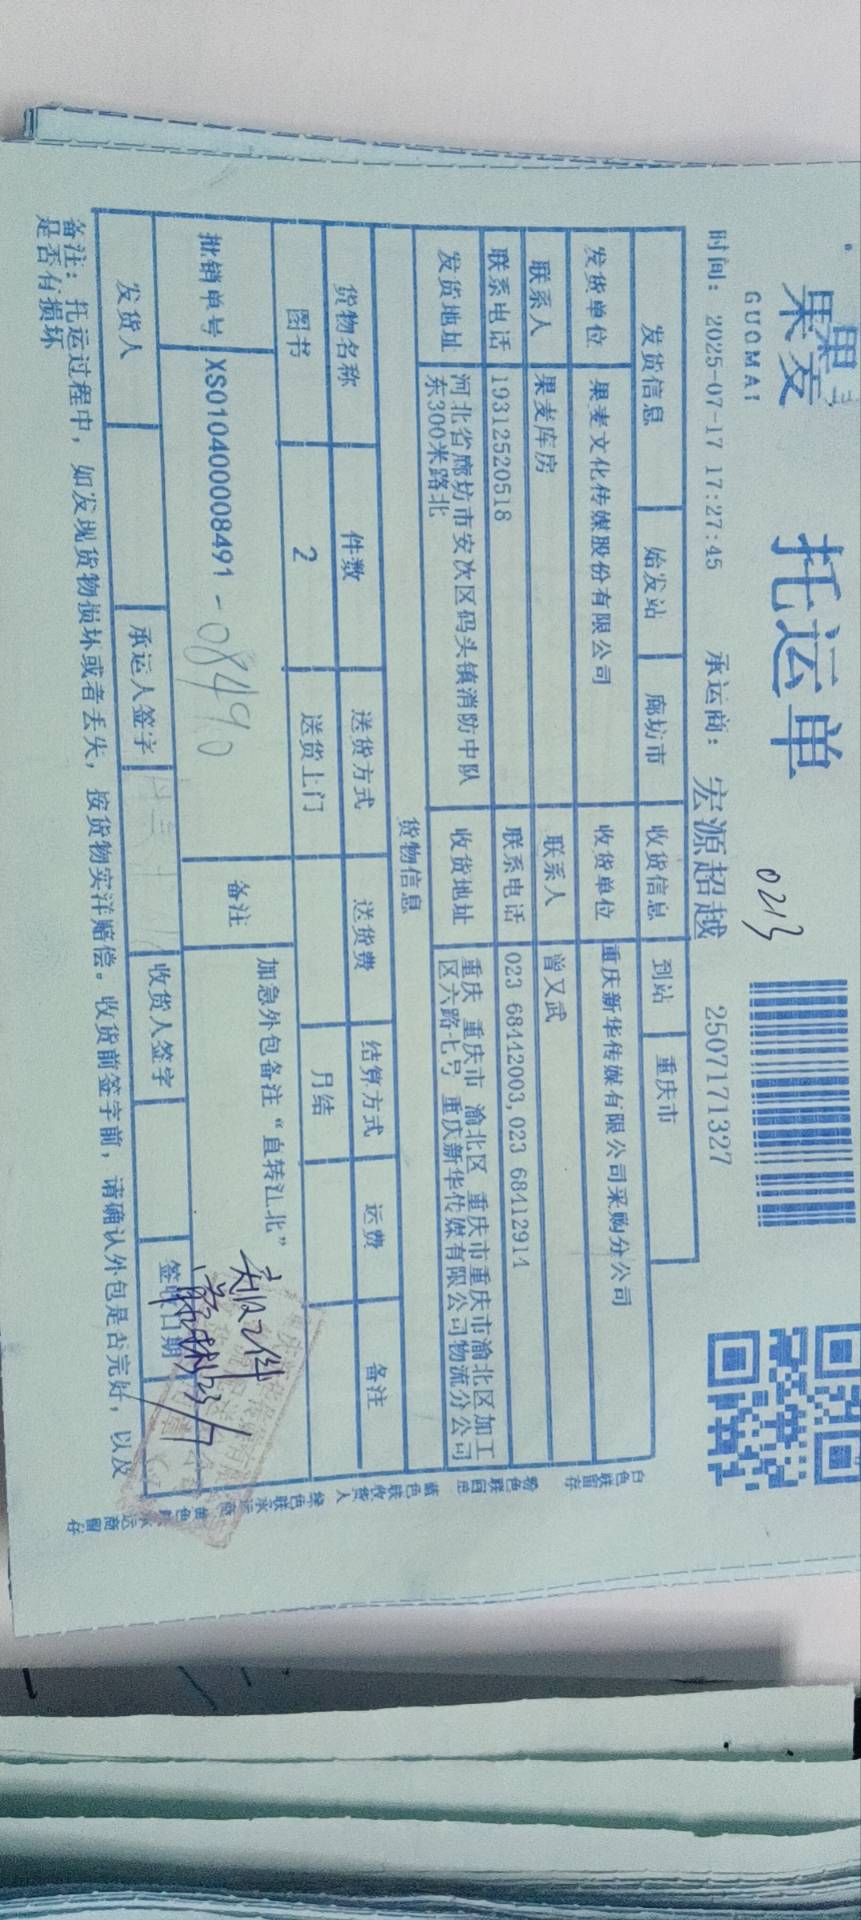 果麦
GUOMAI
托运单
0213
时间: 2025-07-17 17:27:45 承运商: 宏源超越 2507171327
发货信息 始发站 廊坊市 收货信息 到站 重庆市
发货单位 果麦文化传媒股份有限公司 收货单位 重庆新华传媒有限公司采购分公司
联系人 果麦库房 联系人 曾又武
联系电话 19312520518 联系电话 023 68442003,023 68412914
发货地址 河北省廊坊市安次区码头镇消防中队东300米路北 收货地址 重庆 重庆市 渝北区 重庆市重庆市渝北区加工区六路七号 重庆新华传媒有限公司物流分公司
货物信息
货物名称 件数 送货方式 送货费 结算方式 运费 备注
图书 2 送货上门 月结
批销单号 XS010400008491 - 08490 备注 加急外包备注“直转江北”
发货人 承运人签字 收货人签字 签收日期
备注: 托运过程中, 如发现货物损坏或者丢失, 按货物实洋赔偿。收货前签字前, 请确认外包是否完好, 以及
是否有损坏